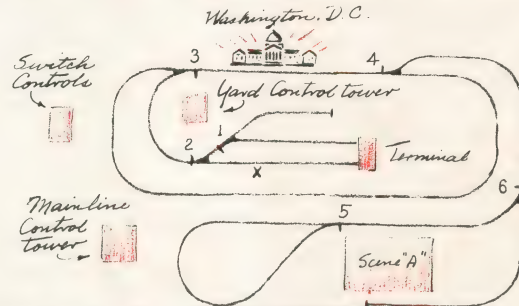 Washington, D.C.
Switch
Controls
3
4
Yard Control tower
1
2
Terminal
X
6
Mainline
Control
tower
5
Scene "A"